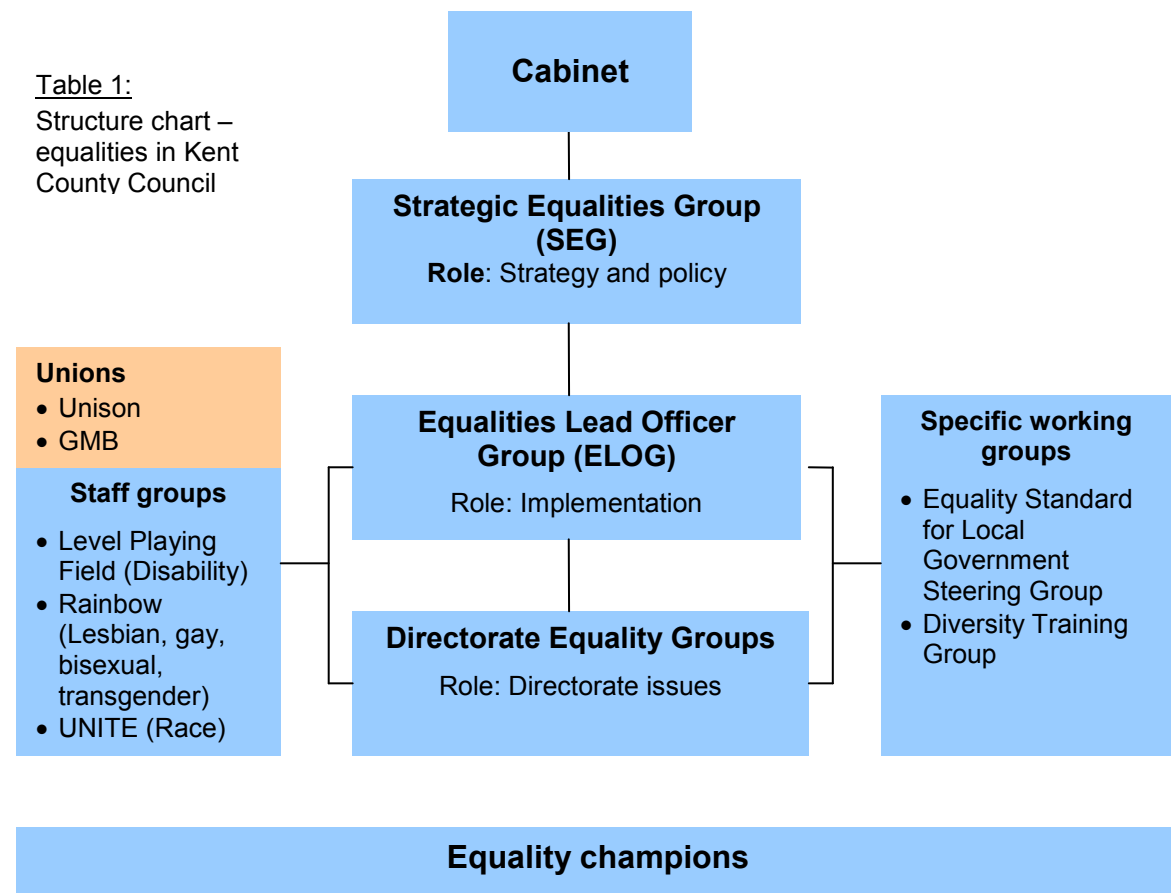 Table 1:
Structure chart –
equalities in Kent
County Council
Cabinet
Strategic Equalities Group
(SEG)
Role: Strategy and policy
Unions
• Unison
• GMB
Staff groups
• Level Playing
Field (Disability)
• Rainbow
(Lesbian, gay,
bisexual,
transgender)
• UNITE (Race)
Equalities Lead Officer
Group (ELOG)
Role: Implementation
Directorate Equality Groups
Role: Directorate issues
Specific working
groups
• Equality Standard
for Local
Government
Steering Group
• Diversity Training
Group
Equality champions